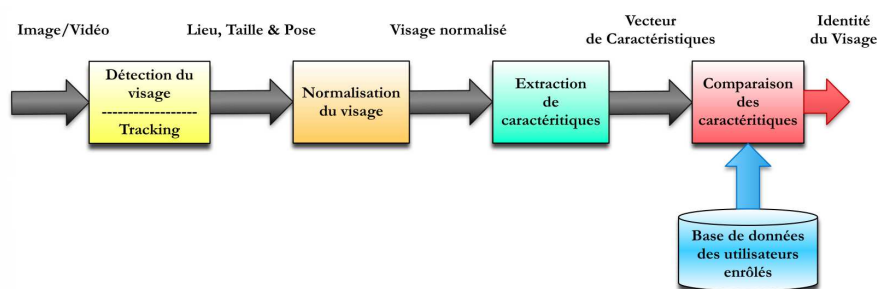 Image/Vidéo
Lieu, Taille & Pose
Visage normalisé
Vecteur
de Caractéristiques
Identité
du Visage
Détection du
visage
------------------
Tracking
Normalisation
du visage
Extraction
de
caractéritiques
Comparaison
des
caractéritiques
Base de données
des utilisateurs
enrôlés